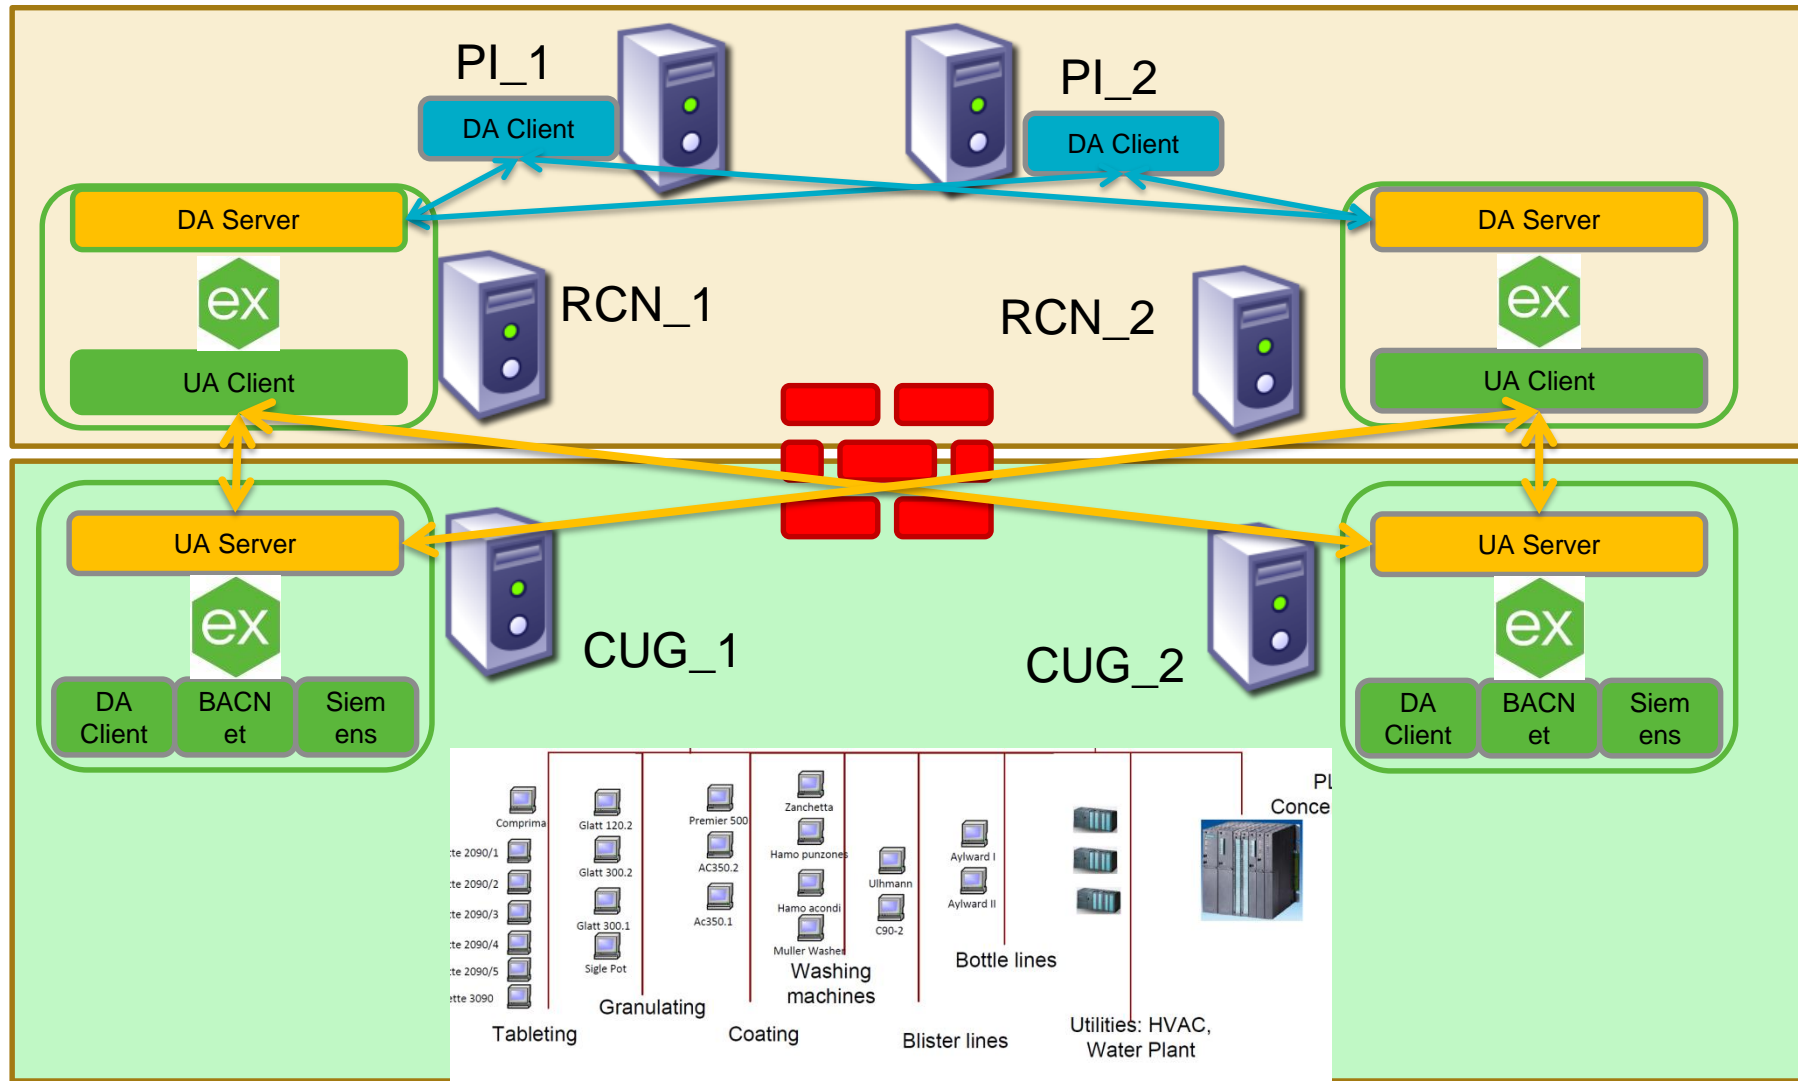 PI_1
PI_2
DA Client
DA Client
DA Server
DA Server
ex
ex
RCN_1
RCN_2
UA Client
UA Client
UA Server
UA Server
ex
ex
CUG_1
CUG_2
DA
Client
BACN
et
Siem
ens
DA
Client
BACN
et
Siem
ens
Comprima
tte 2090/1
tte 2090/2
tte 2090/3
tte 2090/4
tte 2090/5
ette 3090
Tableting
Glatt 120.2
Glatt 300.2
Glatt 300.1
Sigle Pot
Granulating
Premier 500
AC350.2
Ac350.1
Coating
Zanchetta
Hamo punzones
Hamo acondi
Muller Washer
Washing
machines
Ulhmann
C90-2
Blister lines
Aylward I
Aylward II
Bottle lines
Utilities: HVAC,
Water Plant
PL
Conce